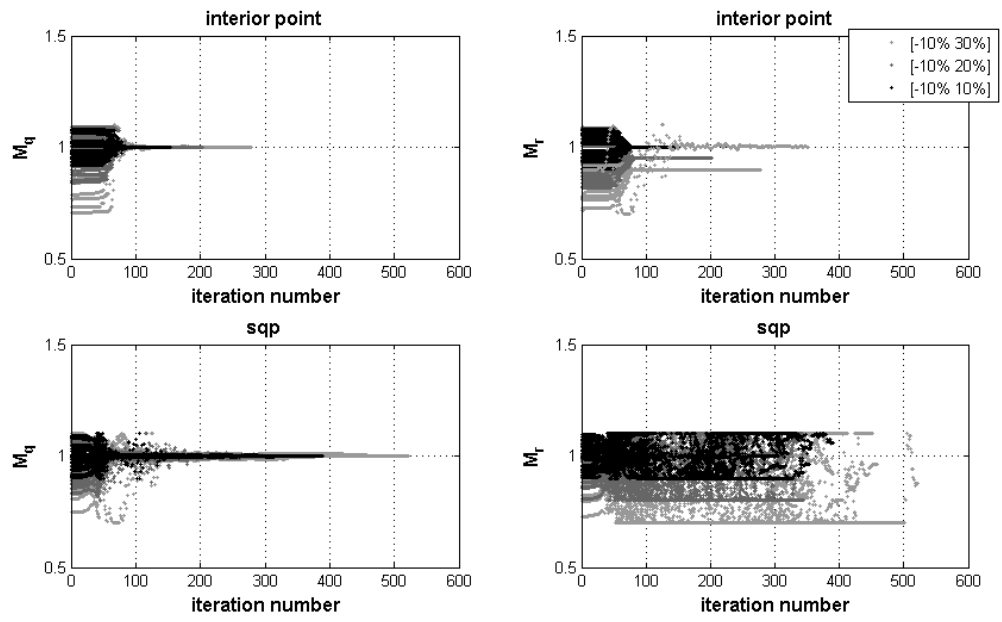 interior point
1.5
1
0.5
M_q
0 100 200 300 400 500 600
iteration number
interior point
[-10% 30%]
[-10% 20%]
[-10% 10%]
1.5
1
0.5
M_r
0 100 200 300 400 500 600
iteration number
sqp
1.5
1
0.5
M_q
0 100 200 300 400 500 600
iteration number
sqp
1.5
1
0.5
M_r
0 100 200 300 400 500 600
iteration number